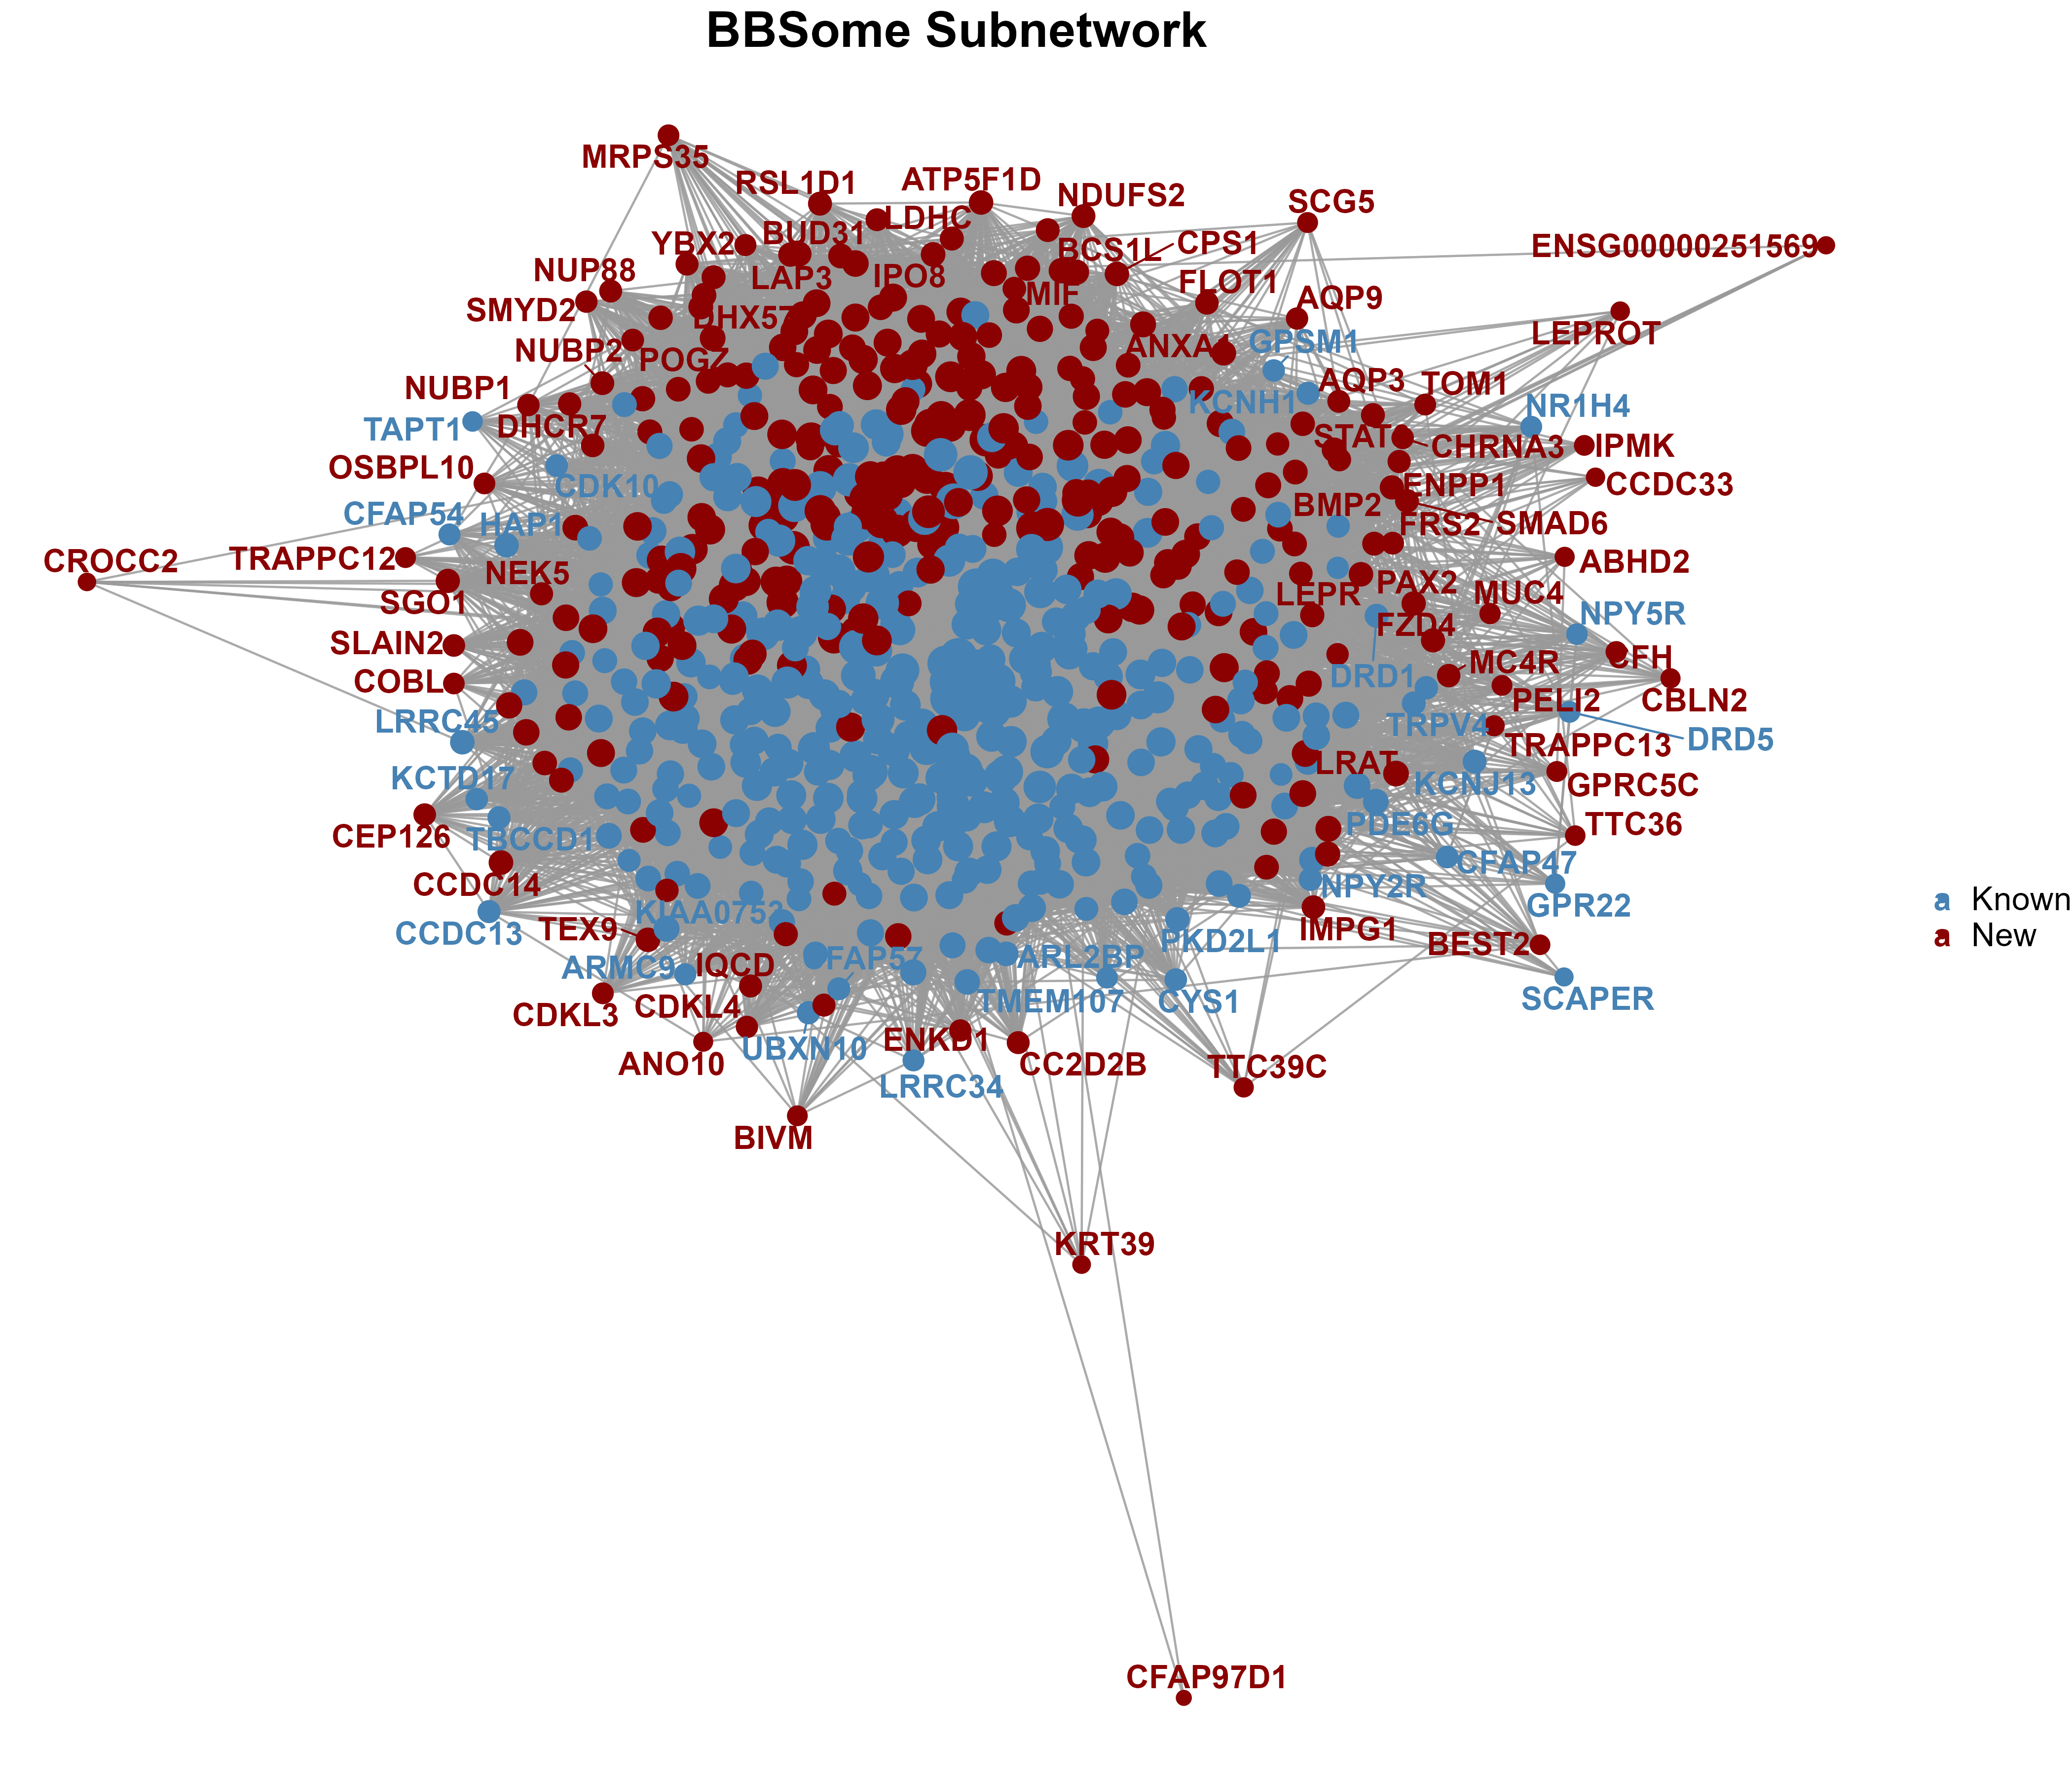 BBSome Subnetwork
MRPS35
RSL1D1
ATP5F1D
NDUFS2
SCG5
LDHC
YBX2
BUD31
BCS1L
CPS1
ENSG00000251569
NUP88
LAP3
IPO8
FLOT1
SMYD2
DHX57
MIF
AQP9
LEPROT
NUBP2
POGZ
ANXA1
GPSM1
NUBP1
AQP3
TOM1
KCNH1
NR1H4
TAPT1
DHCR7
CHRNA3
IPMK
OSBPL10
CDK10
ENPP1
CCDC33
CFAP54
HAP1
BMP2
FRS2
SMAD6
CROCC2
TRAPPC12
NEK5
ABHD2
SGO1
LEPR
PAX2
MUC4
NPY5R
SLAIN2
FZD4
CFH
COBL
DRD1
MC4R
PELI2
CBLN2
LRRC45
TRPV4
TRAPPC13
DRD5
KCTD17
LRAT
KCNJ13
GPRC5C
CEP126
TBCCD1
PDE6G
TTC36
CCDC14
NPY2R
CFAP47
GPR22
Known
CCDC13
TEX9
KIAA0753
PKD2L1
IMPG1
BEST2
New
ARMC9
IQCD
FAP57
ARL2BP
CDKL3
CDKL4
TMEM107
CYS1
SCAPER
ANO10
UBXN10
ENKD1
CC2D2B
TTC39C
LRRC34
BIVM
KRT39
CFAP97D1